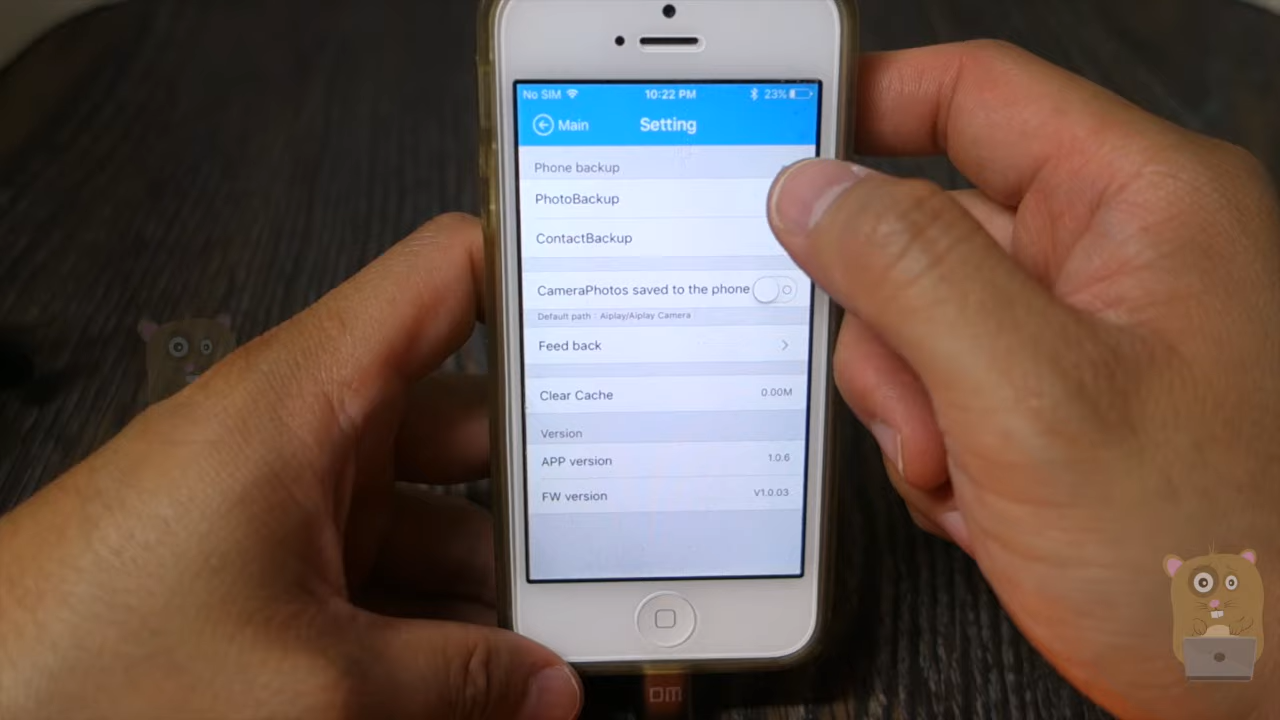 No SIM 10:22 PM 23%
Main Setting
Phone backup
PhotoBackup
ContactBackup
CameraPhotos saved to the phone
Default path : Aiplay/Aiplay Camera
Feed back
Clear Cache 0.00M
Version
APP version 1.0.6
FW version V1.0.03
DM